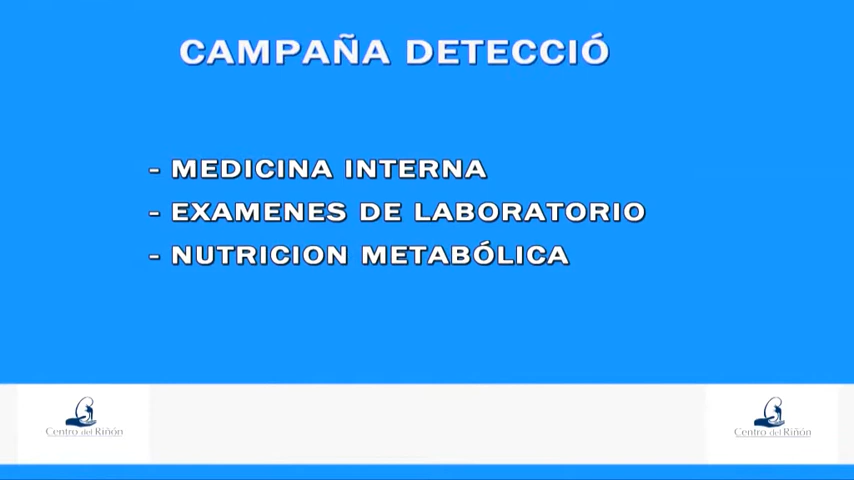 CAMPAÑA DETECCIÓ
- MEDICINA INTERNA
- EXAMENES DE LABORATORIO
- NUTRICION METABÓLICA
Centro del Riñón
Centro del Riñón